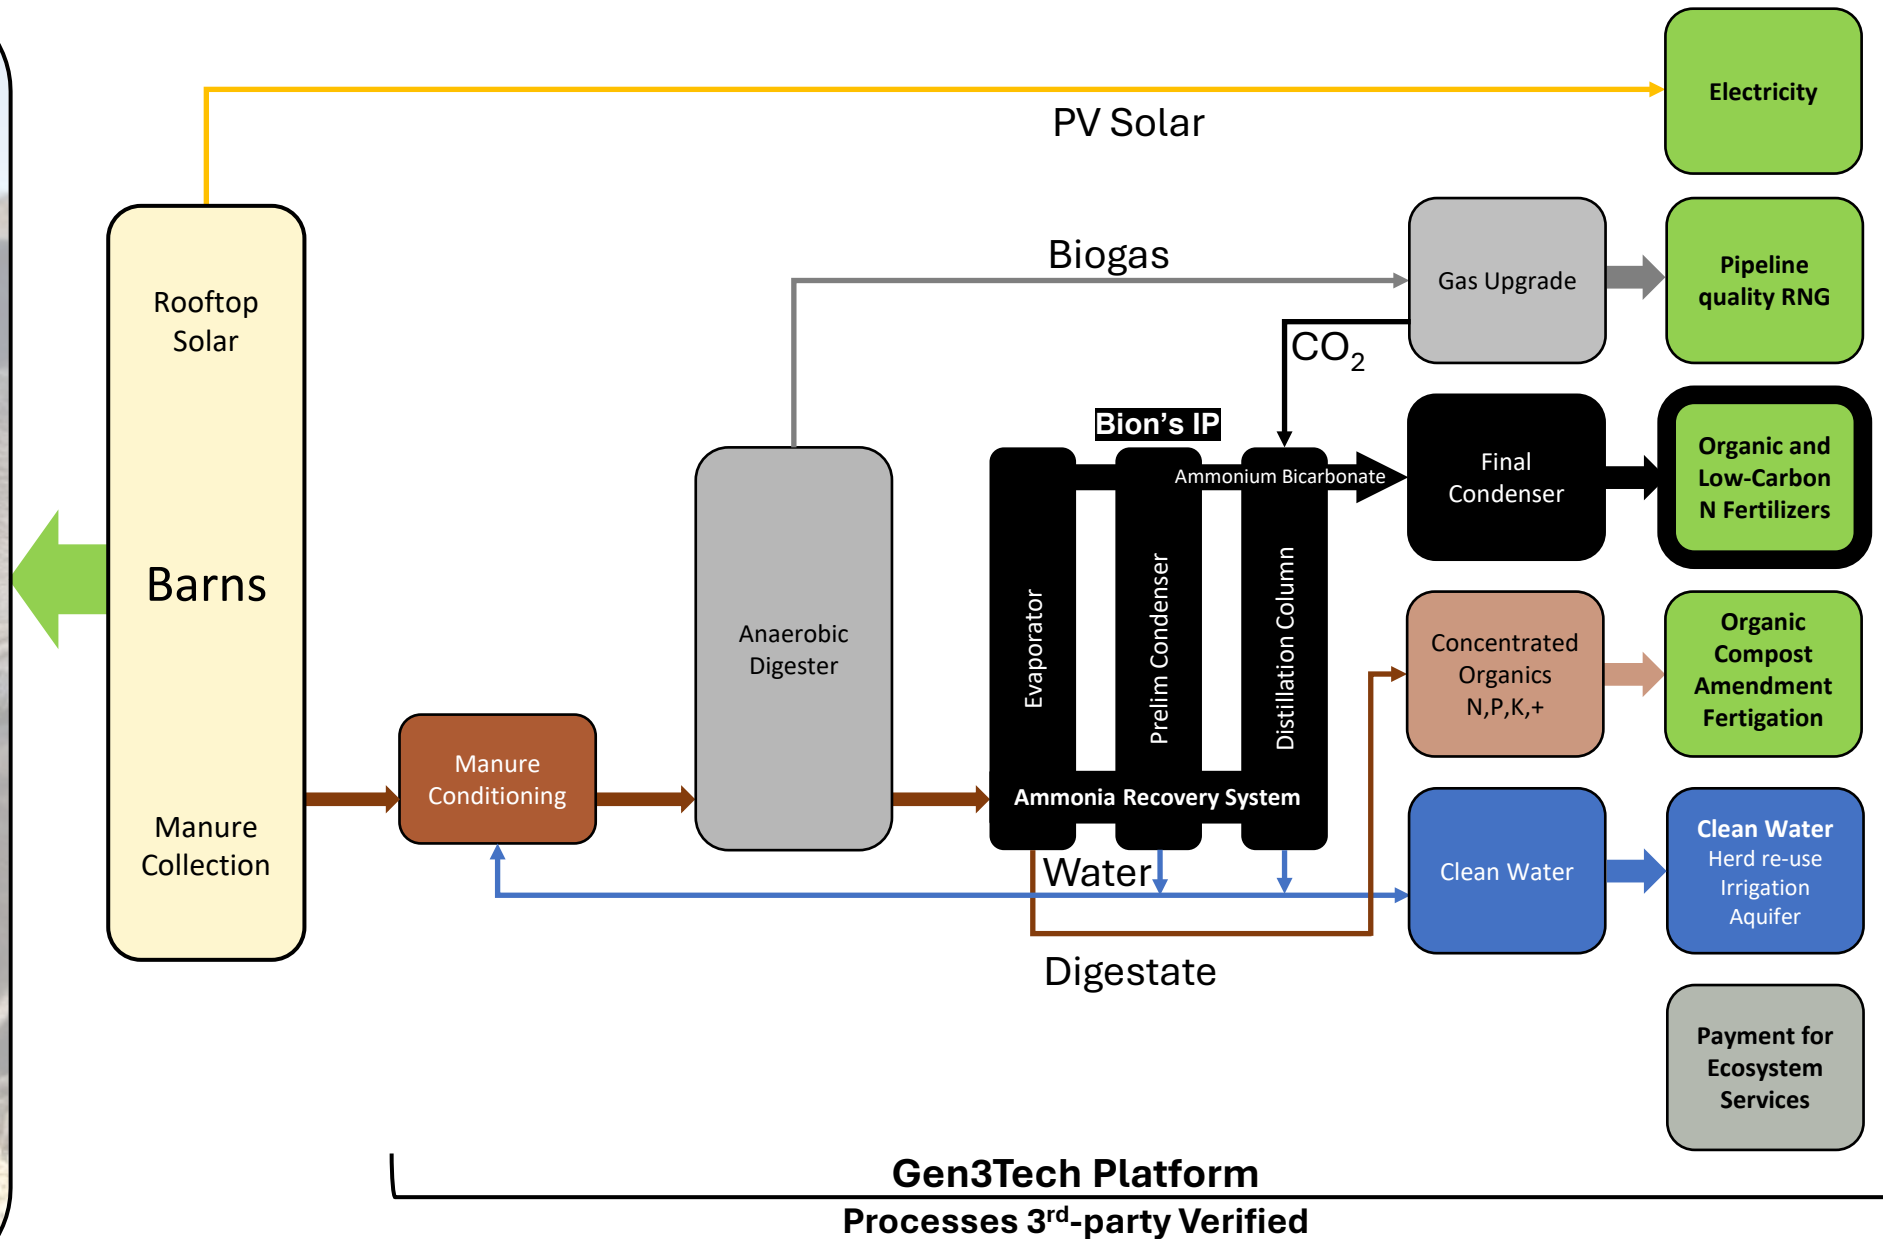 Electricity
PV Solar
Biogas
Gas Upgrade
Pipeline
quality RNG
Rooftop
Solar
CO₂
Bion's IP
Ammonium Bicarbonate
Final
Condenser
Organic and
Low-Carbon
N Fertilizers
Barns
Anaerobic
Digester
Evaporator
Prelim Condenser
Distillation Column
Concentrated
Organics
N,P,K,+
Organic
Compost
Amendment
Fertigation
Manure
Conditioning
Ammonia Recovery System
Manure
Collection
Water
Clean Water
Clean Water
Herd re-use
Irrigation
Aquifer
Digestate
Payment for
Ecosystem
Services
Gen3Tech Platform
Processes 3rd-party Verified